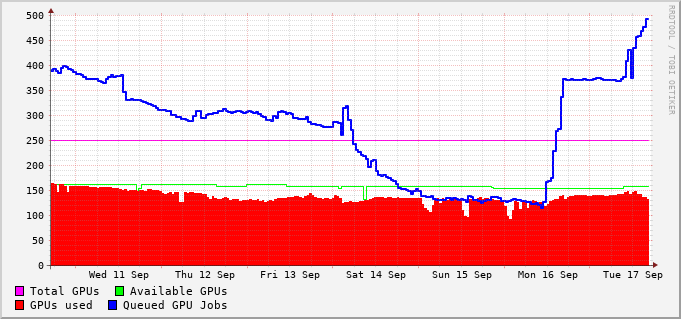 500
450
400
350
300
250
200
150
100
50
0
Wed 11 Sep Thu 12 Sep Fri 13 Sep Sat 14 Sep Sun 15 Sep Mon 16 Sep Tue 17 Sep
Total GPUs Available GPUs
GPUs used Queued GPU Jobs
RRDTOOL / TOBI OETIKER